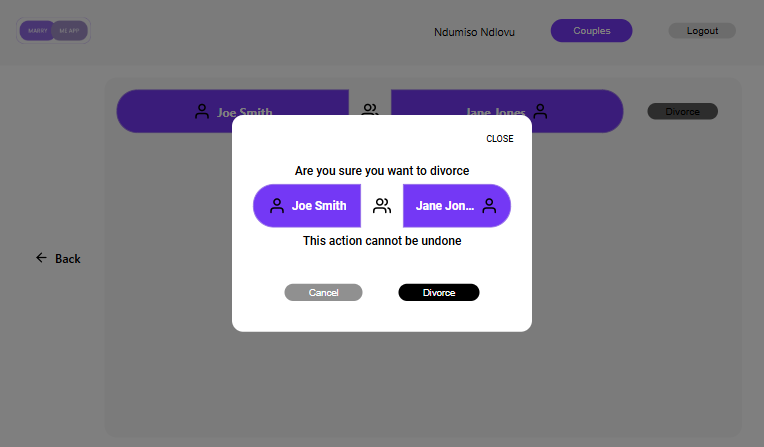 MARRY ME APP
Ndumiso Ndlovu
Couples
Logout
Joe Smith
Jane Jones
Divorce
CLOSE
Are you sure you want to divorce
Joe Smith
Jane Jon...
This action cannot be undone
Back
Cancel
Divorce